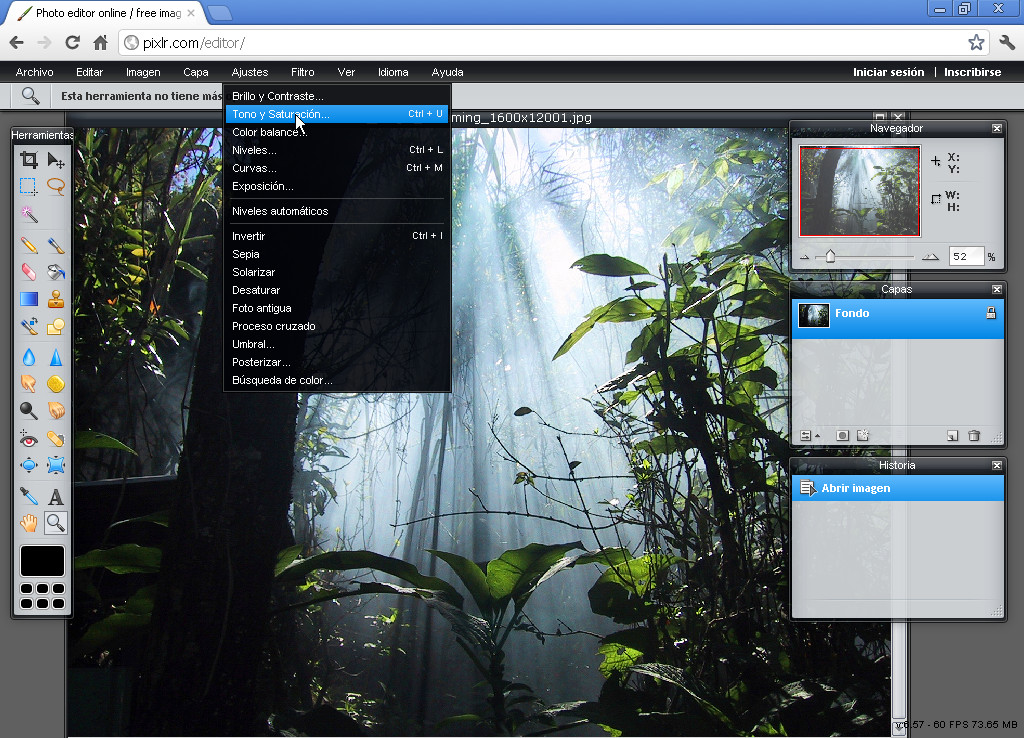 Photo editor online / free imag
pixlr.com/editor/
Archivo Editar Imagen Capa Ajustes Filtro Ver Idioma Ayuda Iniciar sesión | Inscribirse
Esta herramienta no tiene más
Brillo y Contraste...
Tono y Saturación... Ctrl + U
Color balance...
Niveles... Ctrl + L
Curvas... Ctrl + M
Exposición...
Niveles automáticos
Invertir Ctrl + I
Sepia
Solarizar
Desaturar
Foto antigua
Proceso cruzado
Umbral...
Posterizar...
Búsqueda de color...
ming_1600x12001.jpg
Herramientas
Navegador
X:
Y:
W:
H:
52 %
Capas
Fondo
Historia
Abrir imagen
v:6.57 - 60 FPS 73.65 MB